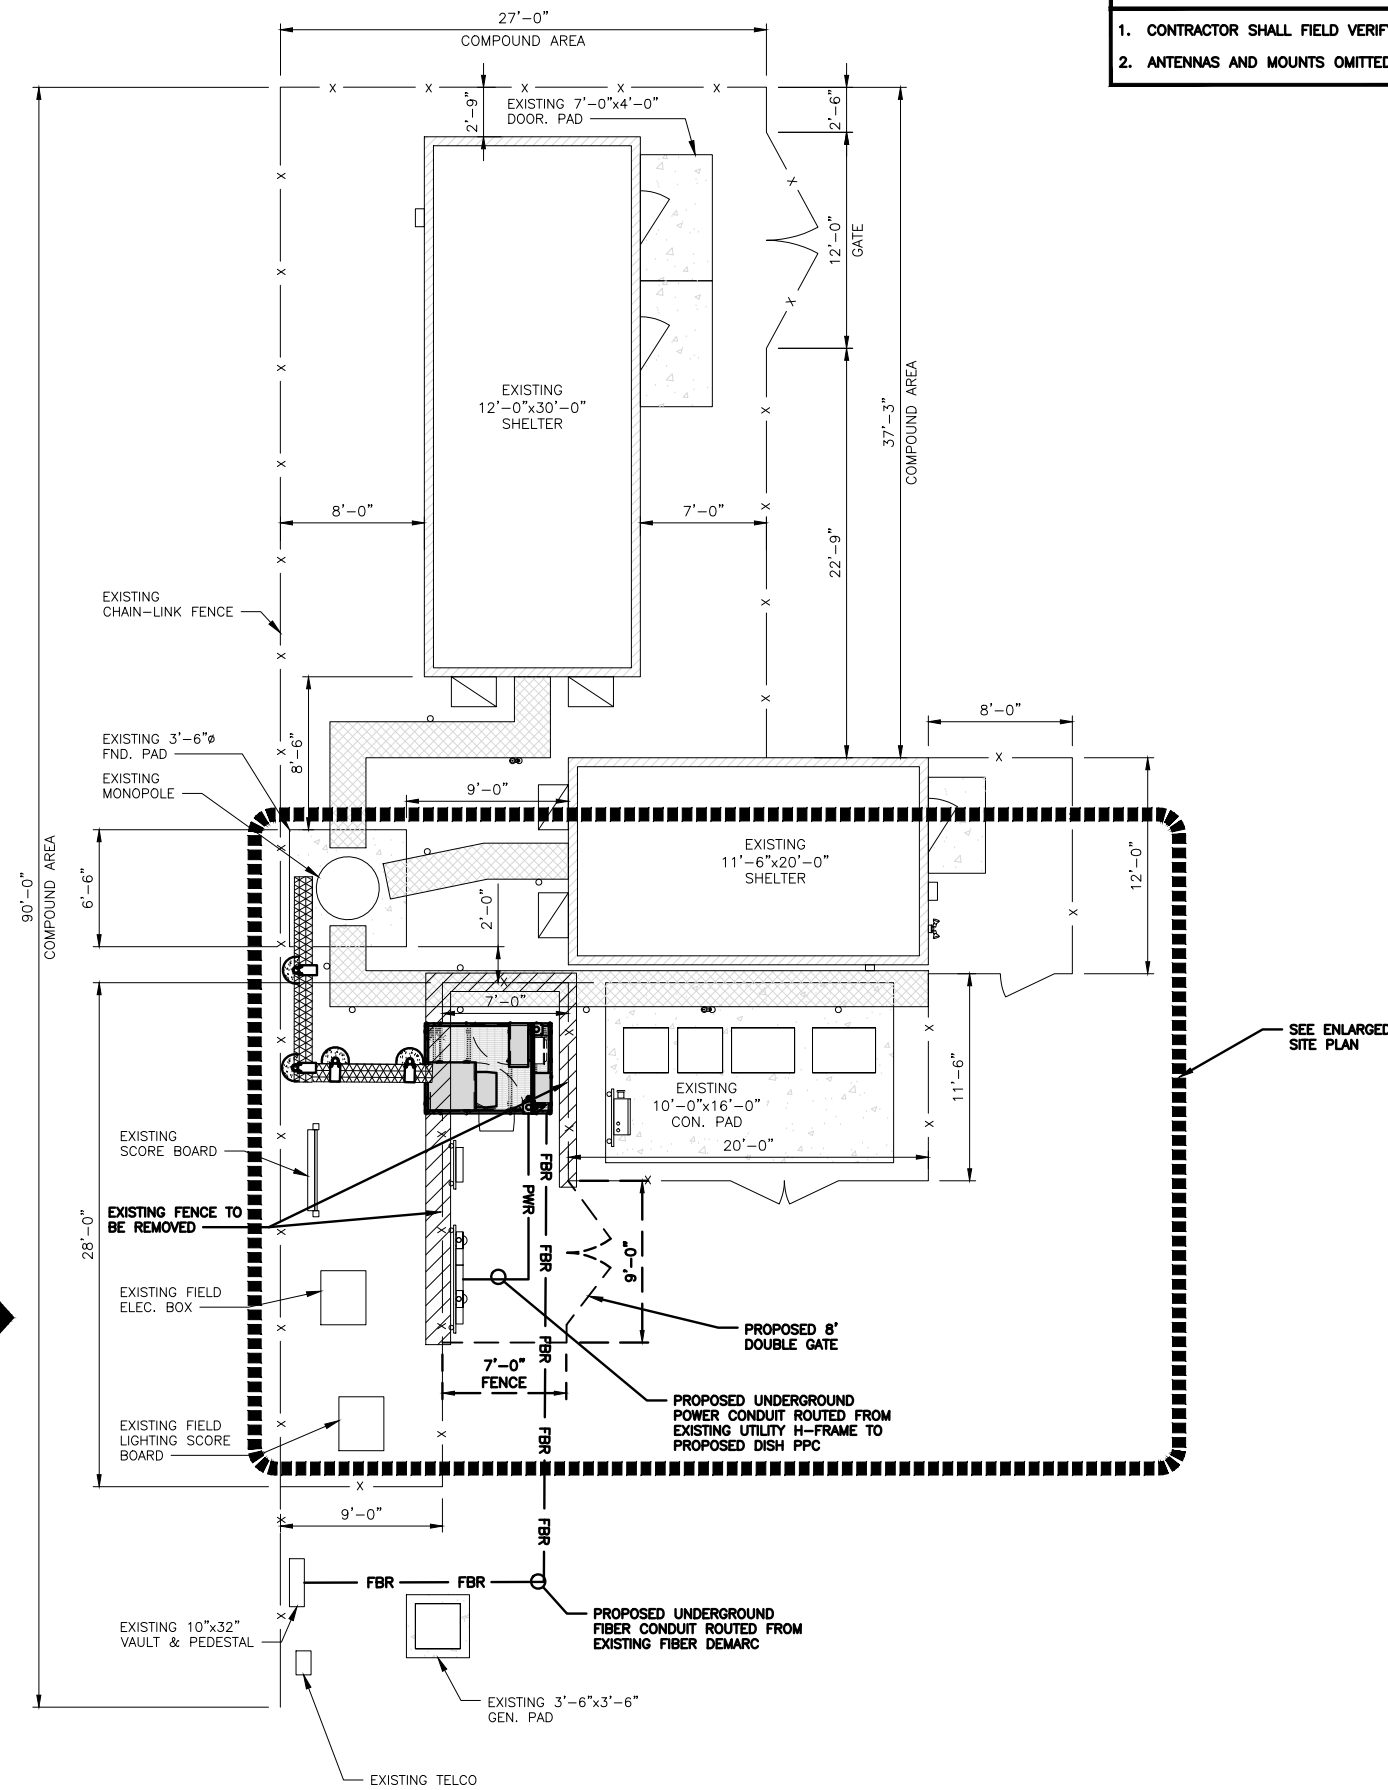 1. CONTRACTOR SHALL FIELD VERIFY
2. ANTENNAS AND MOUNTS OMITTED
27'-0"
COMPOUND AREA
2'-9"
EXISTING 7'-0"x4'-0"
DOOR. PAD
2'-6"
12'-0"
GATE
EXISTING
12'-0"x30'-0"
SHELTER
37'-3"
COMPOUND AREA
8'-0"
7'-0"
22'-9"
EXISTING
CHAIN-LINK FENCE
8'-0"
EXISTING 3'-6"ø
FND. PAD
8'-6"
EXISTING
MONOPOLE
9'-0"
90'-0"
COMPOUND AREA
6'-6"
EXISTING
11'-6"x20'-0"
SHELTER
12'-0"
2'-0"
7'-0"
SEE ENLARGED
SITE PLAN
EXISTING
10'-0"x16'-0"
CON. PAD
11'-6"
20'-0"
EXISTING
SCORE BOARD
FBR
PWR
EXISTING FENCE TO
BE REMOVED
28'-0"
FBR
9'-0"
EXISTING FIELD
ELEC. BOX
PROPOSED 8'
DOUBLE GATE
FBR
7'-0"
FENCE
PROPOSED UNDERGROUND
POWER CONDUIT ROUTED FROM
EXISTING UTILITY H-FRAME TO
PROPOSED DISH PPC
EXISTING FIELD
LIGHTING SCORE
BOARD
FBR
9'-0"
FBR
FBR
FBR
PROPOSED UNDERGROUND
FIBER CONDUIT ROUTED FROM
EXISTING FIBER DEMARC
EXISTING 10"x32"
VAULT & PEDESTAL
EXISTING 3'-6"x3'-6"
GEN. PAD
EXISTING TELCO